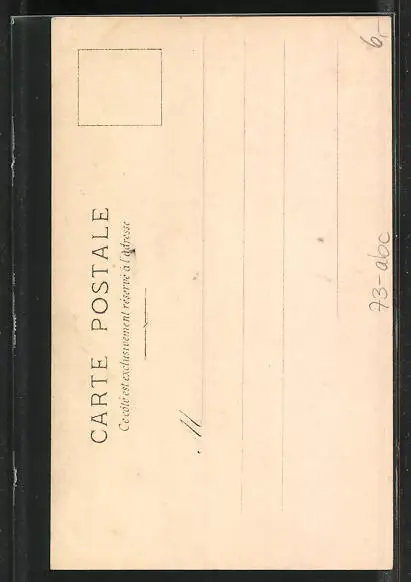 CARTE POSTALE
Ce côté est exclusivement réservé à l'adresse
M
6,-
73-abc